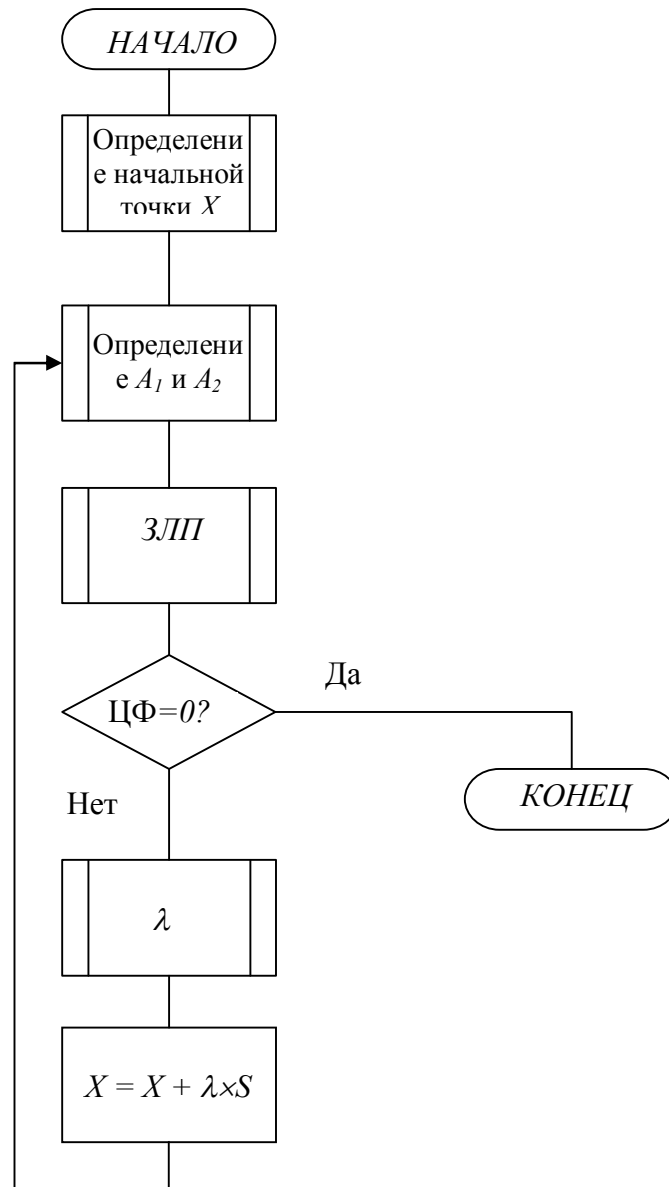 НАЧАЛО
Определени
е начальной
точки X
Определени
е A1 и A2
ЗЛП
ЦФ=0?
Да
Нет
КОНЕЦ
λ
X = X + λ×S